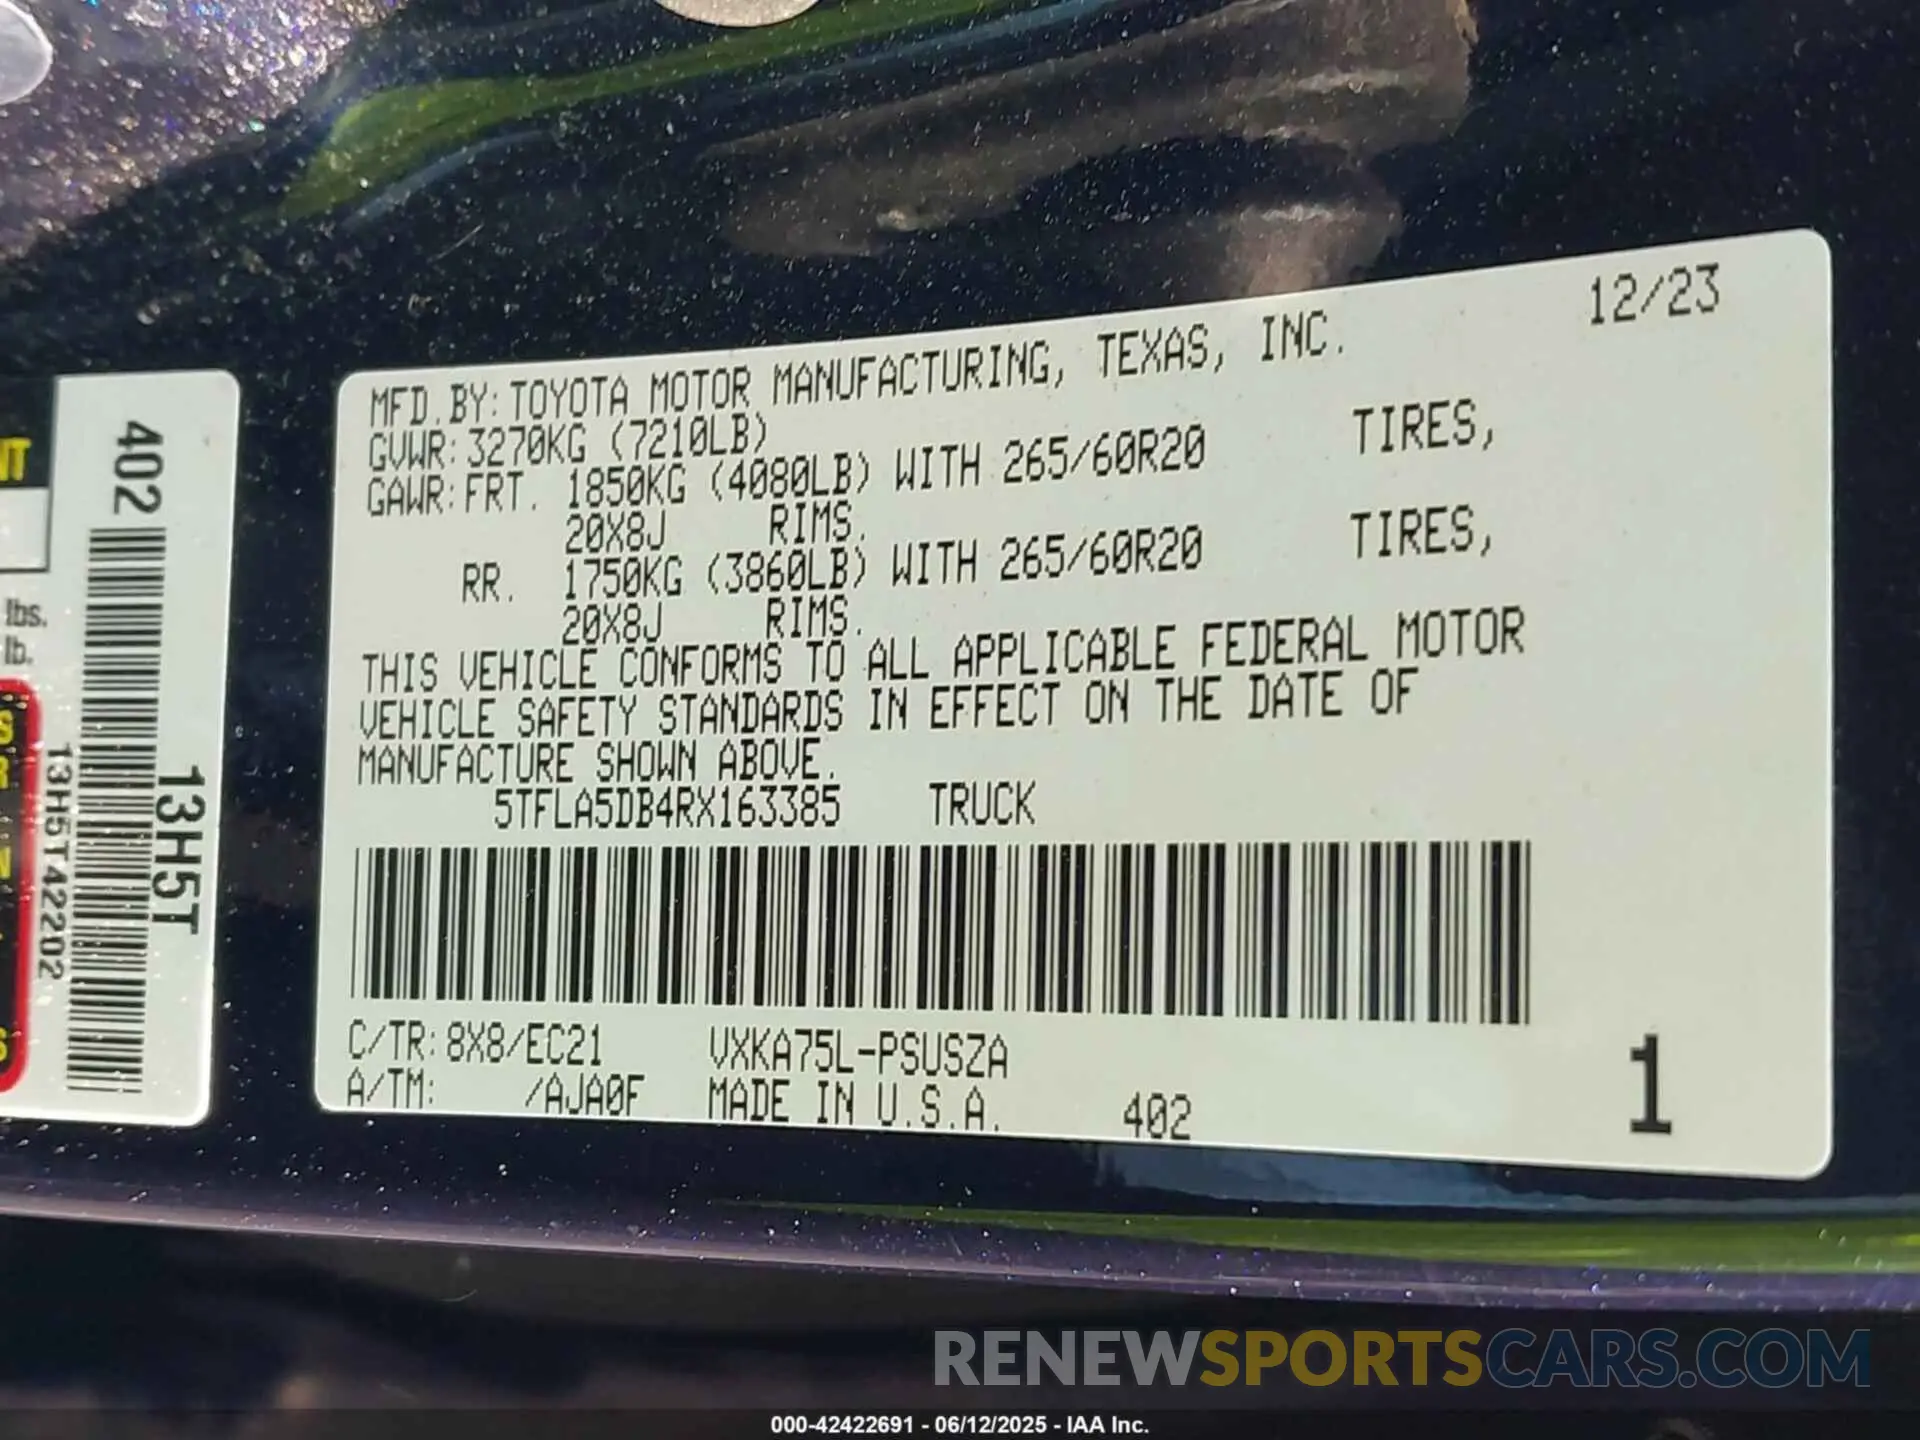 NT
lbs.
lb.
S
R
N
S
402
13H5T
13H5T42202
12/23
MFD.BY:TOYOTA MOTOR MANUFACTURING, TEXAS, INC.
GVWR:3270KG (7210LB)
GAWR:FRT. 1850KG (4080LB) WITH 265/60R20 TIRES,
20X8J RIMS.
RR. 1750KG (3860LB) WITH 265/60R20 TIRES,
20X8J RIMS.
THIS VEHICLE CONFORMS TO ALL APPLICABLE FEDERAL MOTOR
VEHICLE SAFETY STANDARDS IN EFFECT ON THE DATE OF
MANUFACTURE SHOWN ABOVE.
5TFLA5DB4RX163385 TRUCK
C/TR:8X8/EC21 VXKA75L-PSUSZA
A/TM: /AJA0F MADE IN U.S.A. 402
1
RENEWSPORTSCARS.COM
000-42422691 - 06/12/2025 - IAA Inc.